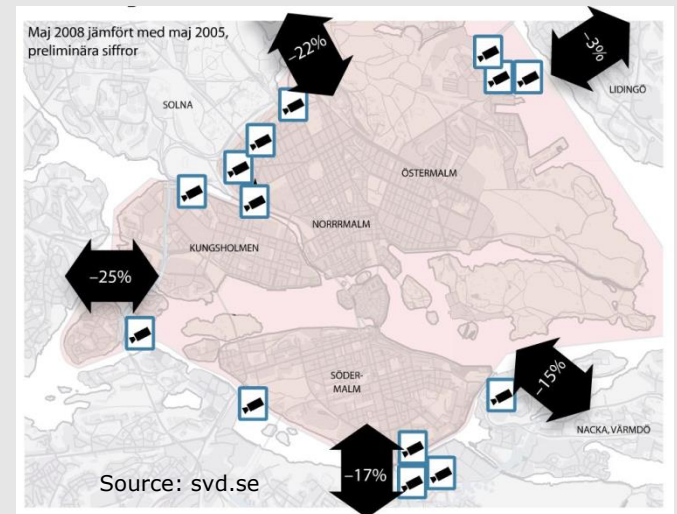 Maj 2008 jämfört med maj 2005,
preliminära siffror
–22%
–3%
LIDINGÖ
SOLNA
ÖSTERMALM
NORRRMALM
KUNGSHOLMEN
–25%
SÖDER-
MALM
–15%
NACKA, VÄRMDÖ
–17%
Source: svd.se